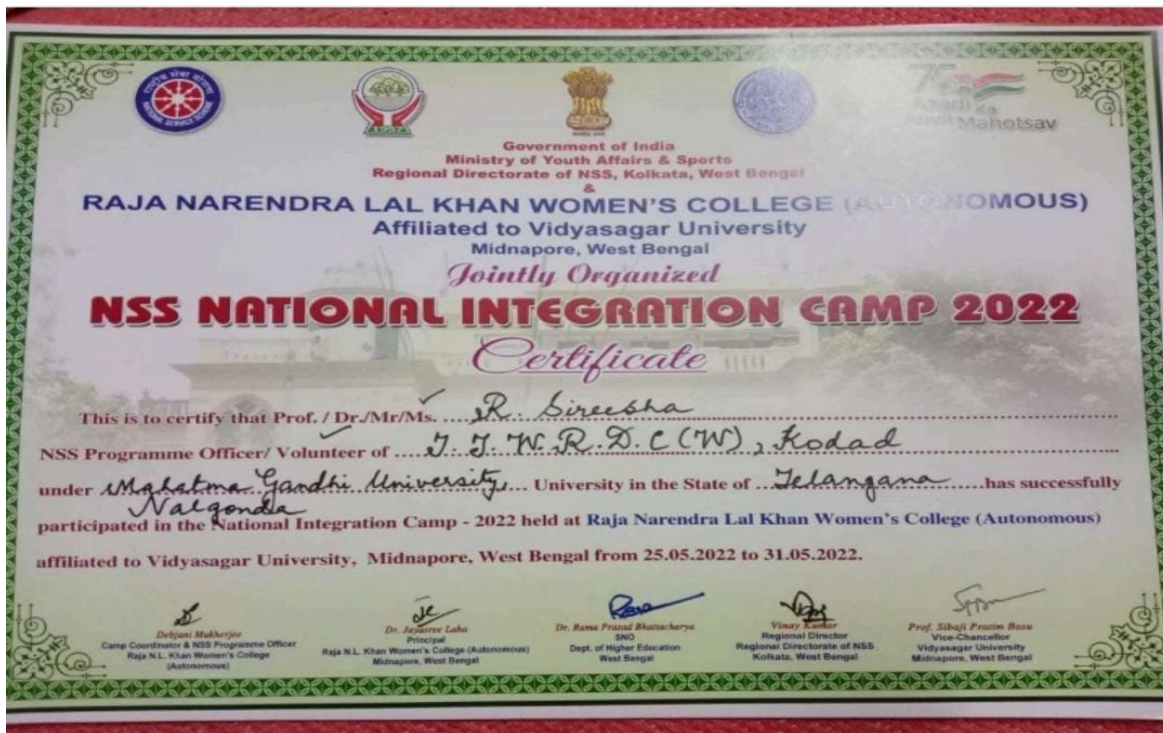 राष्ट्रीय सेवा योजना
NATIONAL SERVICE SCHEME
75
Azadi Ka
Amrit Mahotsav
Government of India
Ministry of Youth Affairs & Sports
Regional Directorate of NSS, Kolkata, West Bengal
&
RAJA NARENDRA LAL KHAN WOMEN'S COLLEGE (AUTONOMOUS)
Affiliated to Vidyasagar University
Midnapore, West Bengal
Jointly Organized
NSS NATIONAL INTEGRATION CAMP 2022
Certificate
This is to certify that Prof. / Dr./Mr/Ms. R. Sireesha
NSS Programme Officer/ Volunteer of T.T.W.R.D.C (W), Kodad
under Mahatma Gandhi University, Nalgonda University in the State of Telangana has successfully
participated in the National Integration Camp - 2022 held at Raja Narendra Lal Khan Women's College (Autonomous)
affiliated to Vidyasagar University, Midnapore, West Bengal from 25.05.2022 to 31.05.2022.
Debjani Mukherjee
Camp Coordinator & NSS Programme Officer
Raja N.L. Khan Women's College
(Autonomous)
Dr. Jayasree Laha
Principal
Raja N.L. Khan Women's College (Autonomous)
Midnapore, West Bengal
Dr. Rama Prasad Bhattacharya
SNO
Dept. of Higher Education
West Bengal
Vinay Kumar
Regional Director
Regional Directorate of NSS
Kolkata, West Bengal
Prof. Sibaji Pratim Basu
Vice-Chancellor
Vidyasagar University
Midnapore, West Bengal